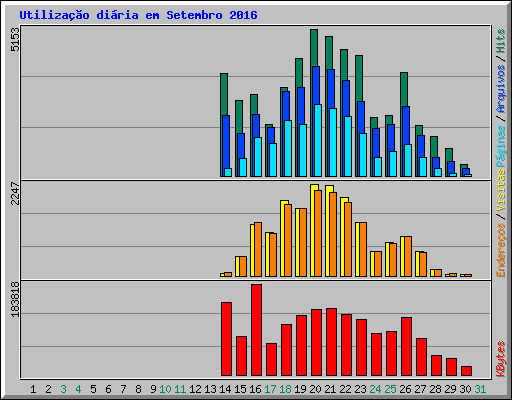 Utilização diária em Setembro 2016
5153
2247
183818
Endereços / Visitas Páginas / Arquivos / Hits
KBytes
1 2 3 4 5 6 7 8 9 10 11 12 13 14 15 16 17 18 19 20 21 22 23 24 25 26 27 28 29 30 31